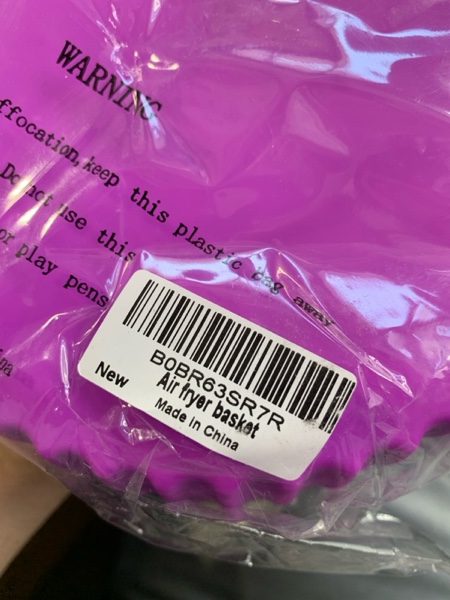 WARNING
ffocation,keep this plastic bag away
Do not use this
or play pens
B0BR63SR7R
Air fryer basket
New
Made in China